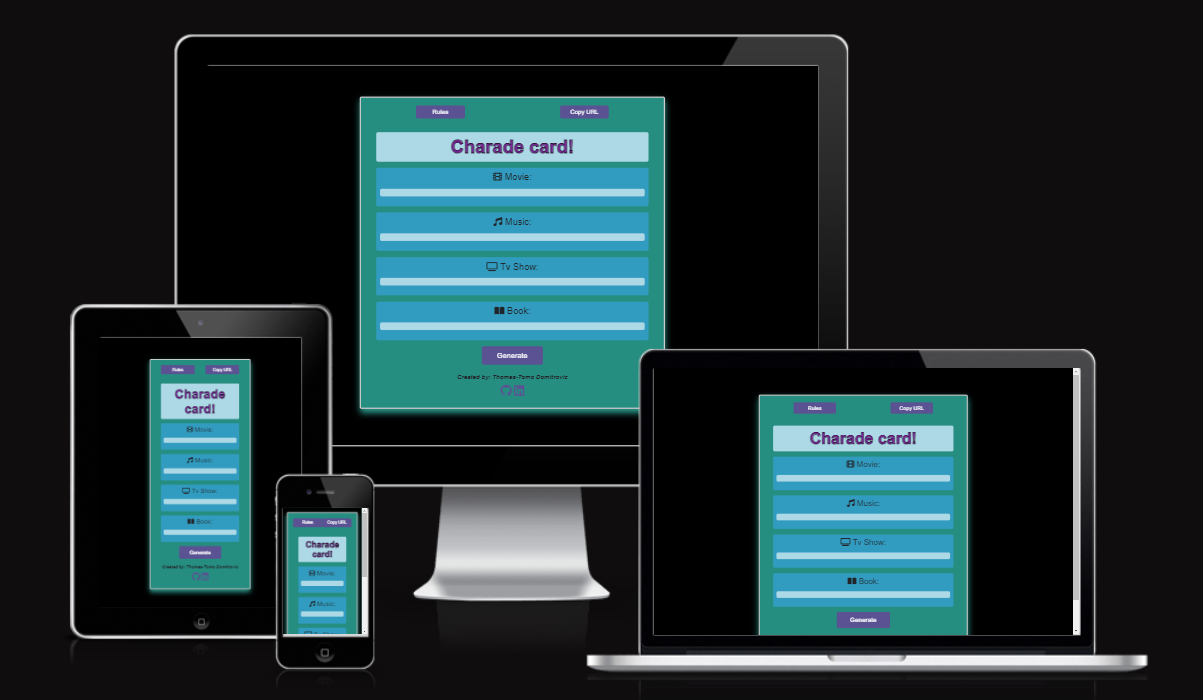 Rules
Copy URL
Charade card!
Movie:
Music:
Tv Show:
Book:
Generate
Created by: Thomas-Tomo Domitrovic
Rules
Copy URL
Charade
card!
Movie:
Music:
Tv Show:
Book:
Generate
Created by: Thomas-Tomo Domitrovic
Rules
Copy URL
Charade
card!
Movie:
Music:
Rules
Copy URL
Charade card!
Movie:
Music:
Tv Show:
Book:
Generate